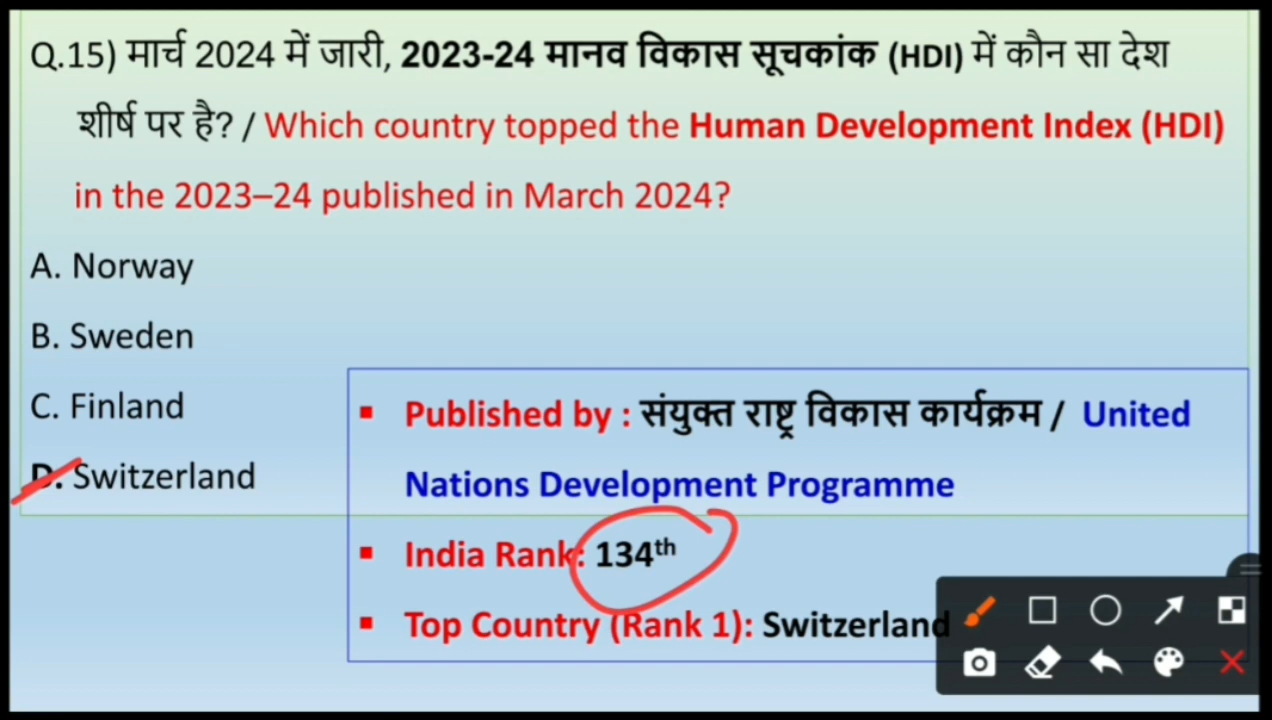 Q.15) मार्च 2024 में जारी, 2023-24 मानव विकास सूचकांक (HDI) में कौन सा देश
शीर्ष पर है? / Which country topped the Human Development Index (HDI)
in the 2023–24 published in March 2024?
A. Norway
B. Sweden
C. Finland
D. Switzerland
▪ Published by : संयुक्त राष्ट्र विकास कार्यक्रम / United
Nations Development Programme
▪ India Rank: 134th
▪ Top Country (Rank 1): Switzerland